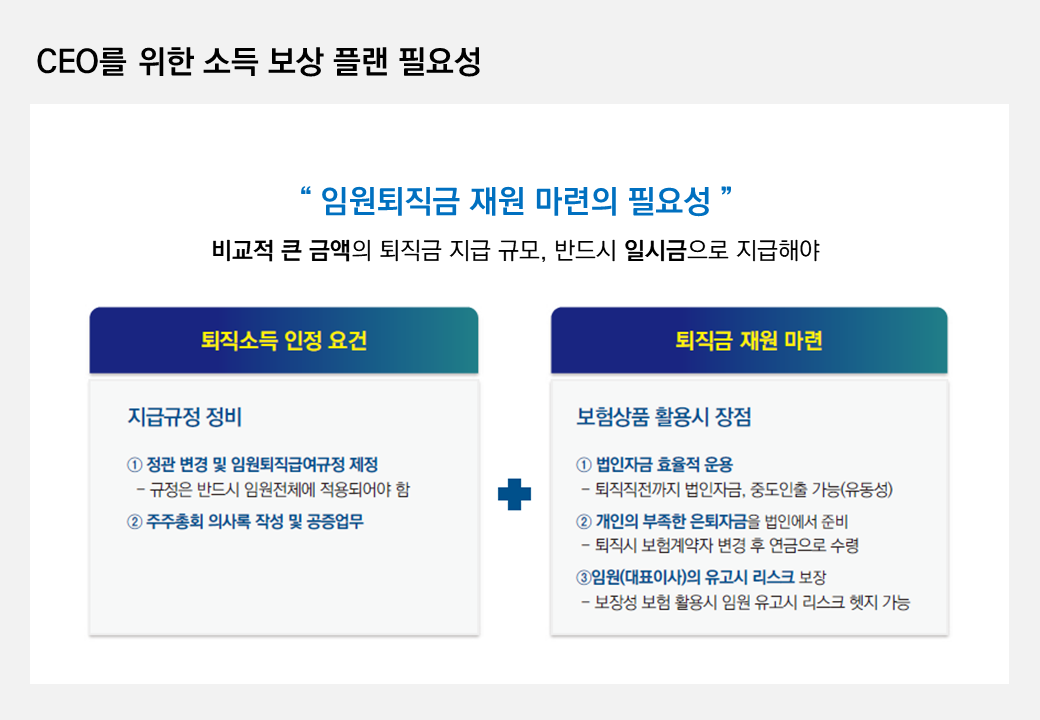 CEO를 위한 소득 보상 플랜 필요성
“ 임원퇴직금 재원 마련의 필요성 ”
비교적 큰 금액의 퇴직금 지급 규모, 반드시 일시금으로 지급해야
퇴직소득 인정 요건
지급규정 정비
① 정관 변경 및 임원퇴직급여규정 제정
– 규정은 반드시 임원전체에 적용되어야 함
② 주주총회 의사록 작성 및 공증업무
퇴직금 재원 마련
보험상품 활용시 장점
① 법인자금 효율적 운용
– 퇴직직전까지 법인자금, 중도인출 가능(유동성)
② 개인의 부족한 은퇴자금을 법인에서 준비
– 퇴직시 보험계약자 변경 후 연금으로 수령
③임원(대표이사)의 유고시 리스크 보장
– 보장성 보험 활용시 임원 유고시 리스크 헷지 가능